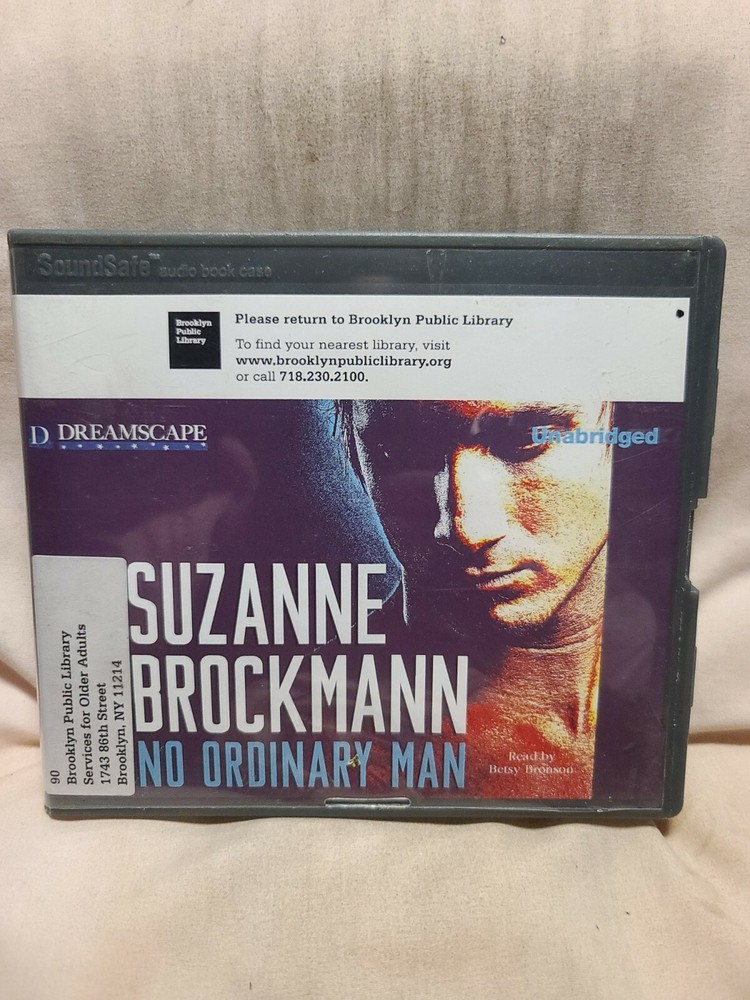 SoundSafe™ audio book case
Brooklyn
Public
Library
Please return to Brooklyn Public Library
To find your nearest library, visit
www.brooklynpubliclibrary.org
or call 718.230.2100.
D DREAMSCAPE
Unabridged
SUZANNE
BROCKMANN
NO ORDINARY MAN
Read by
Betsy Bronson
90
Brooklyn Public Library
Services for Older Adults
1743 86th Street
Brooklyn, NY 11214